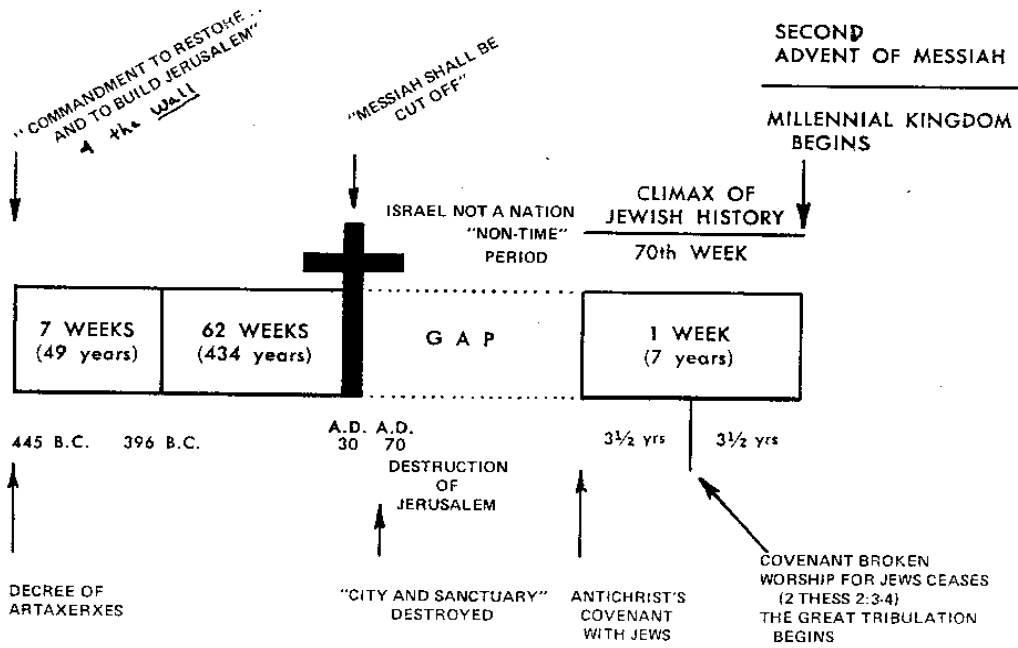 "COMMANDMENT TO RESTORE . .
AND TO BUILD JERUSALEM"
the Wall
"MESSIAH SHALL BE
CUT OFF"
SECOND
ADVENT OF MESSIAH
MILLENNIAL KINGDOM
BEGINS
ISRAEL NOT A NATION
"NON-TIME"
PERIOD
CLIMAX OF
JEWISH HISTORY
70th WEEK
7 WEEKS
(49 years)
62 WEEKS
(434 years)
GAP
1 WEEK
(7 years)
445 B.C.
396 B.C.
A.D. A.D.
30 70
3½ yrs
3½ yrs
DESTRUCTION
OF
JERUSALEM
DECREE OF
ARTAXERXES
"CITY AND SANCTUARY"
DESTROYED
ANTICHRIST'S
COVENANT
WITH JEWS
COVENANT BROKEN
WORSHIP FOR JEWS CEASES
(2 THESS 2:3-4)
THE GREAT TRIBULATION
BEGINS